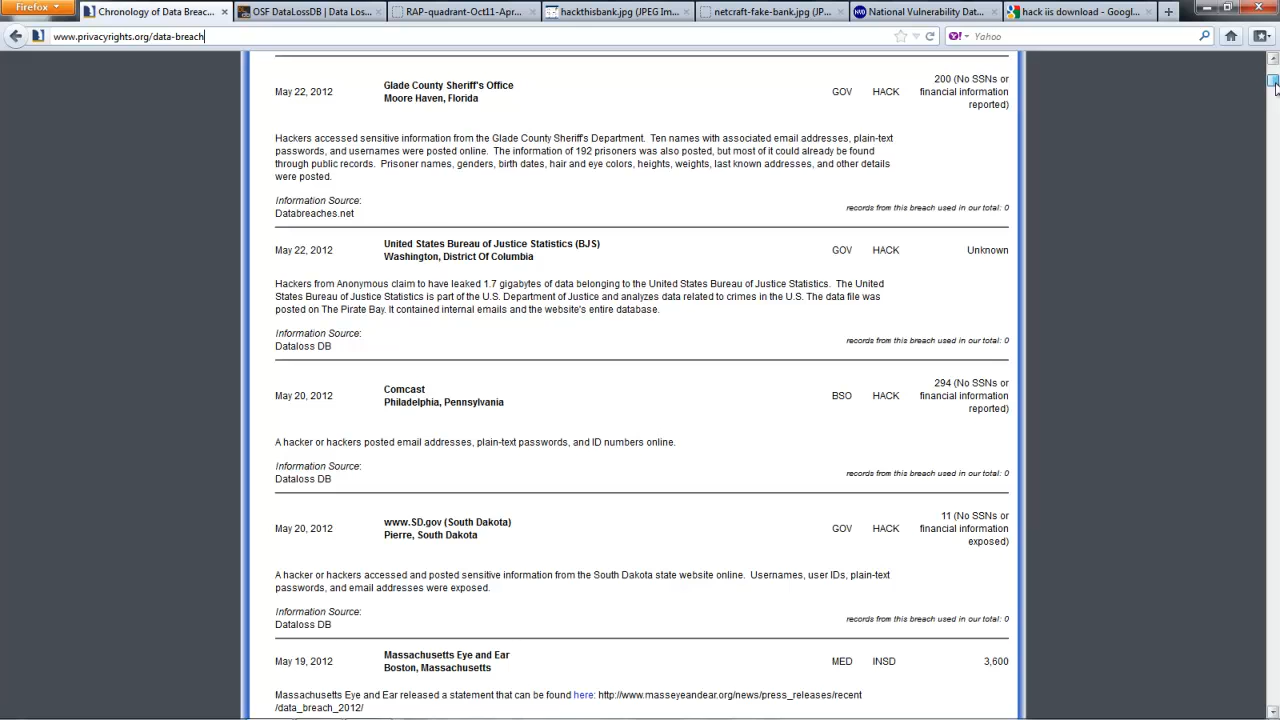 Firefox
Chronology of Data Breac...
OSF DataLossDB | Data Los...
RAP-quadrant-Oct11-Apr...
hackthisbank.jpg (JPEG Im...
netcraft-fake-bank.jpg (JP...
National Vulnerability Dat...
hack iis download - Googl...
www.privacyrights.org/data-breach
Yahoo
May 22, 2012 Glade County Sheriff's Office GOV HACK 200 (No SSNs or
Moore Haven, Florida financial information
reported)
Hackers accessed sensitive information from the Glade County Sheriff's Department. Ten names with associated email addresses, plain-text
passwords, and usernames were posted online. The information of 192 prisoners was also posted, but most of it could already be found
through public records. Prisoner names, genders, birth dates, hair and eye colors, heights, weights, last known addresses, and other details
were posted.
Information Source:
Databreaches.net
records from this breach used in our total: 0
May 22, 2012 United States Bureau of Justice Statistics (BJS) GOV HACK Unknown
Washington, District Of Columbia
Hackers from Anonymous claim to have leaked 1.7 gigabytes of data belonging to the United States Bureau of Justice Statistics. The United
States Bureau of Justice Statistics is part of the U.S. Department of Justice and analyzes data related to crimes in the U.S. The data file was
posted on The Pirate Bay. It contained internal emails and the website's entire database.
Information Source:
Dataloss DB
records from this breach used in our total: 0
May 20, 2012 Comcast BSO HACK 294 (No SSNs or
Philadelphia, Pennsylvania financial information
reported)
A hacker or hackers posted email addresses, plain-text passwords, and ID numbers online.
Information Source:
Dataloss DB
records from this breach used in our total: 0
May 20, 2012 www.SD.gov (South Dakota) GOV HACK 11 (No SSNs or
Pierre, South Dakota financial information
exposed)
A hacker or hackers accessed and posted sensitive information from the South Dakota state website online. Usernames, user IDs, plain-text
passwords, and email addresses were exposed.
Information Source:
Dataloss DB
records from this breach used in our total: 0
May 19, 2012 Massachusetts Eye and Ear MED INSD 3,600
Boston, Massachusetts
Massachusetts Eye and Ear released a statement that can be found here: http://www.masseyeandear.org/news/press_releases/recent
/data_breach_2012/